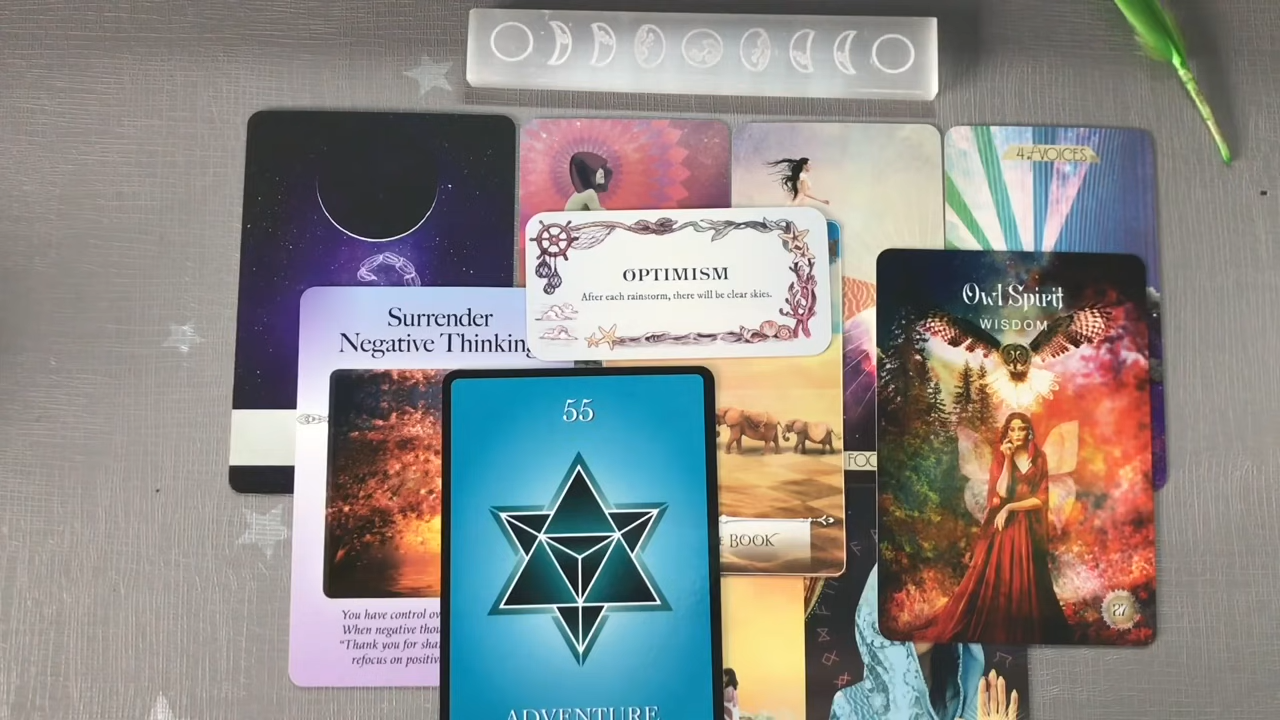 4. VOICES
OPTIMISM
After each rainstorm, there will be clear skies.
Owl Spirit
WISDOM
Surrender
Negative Thinking
55
FOC
BOOK
You have control ov
When negative thou
"Thank you for sha
refocus on positiv
27
ADVENTURE